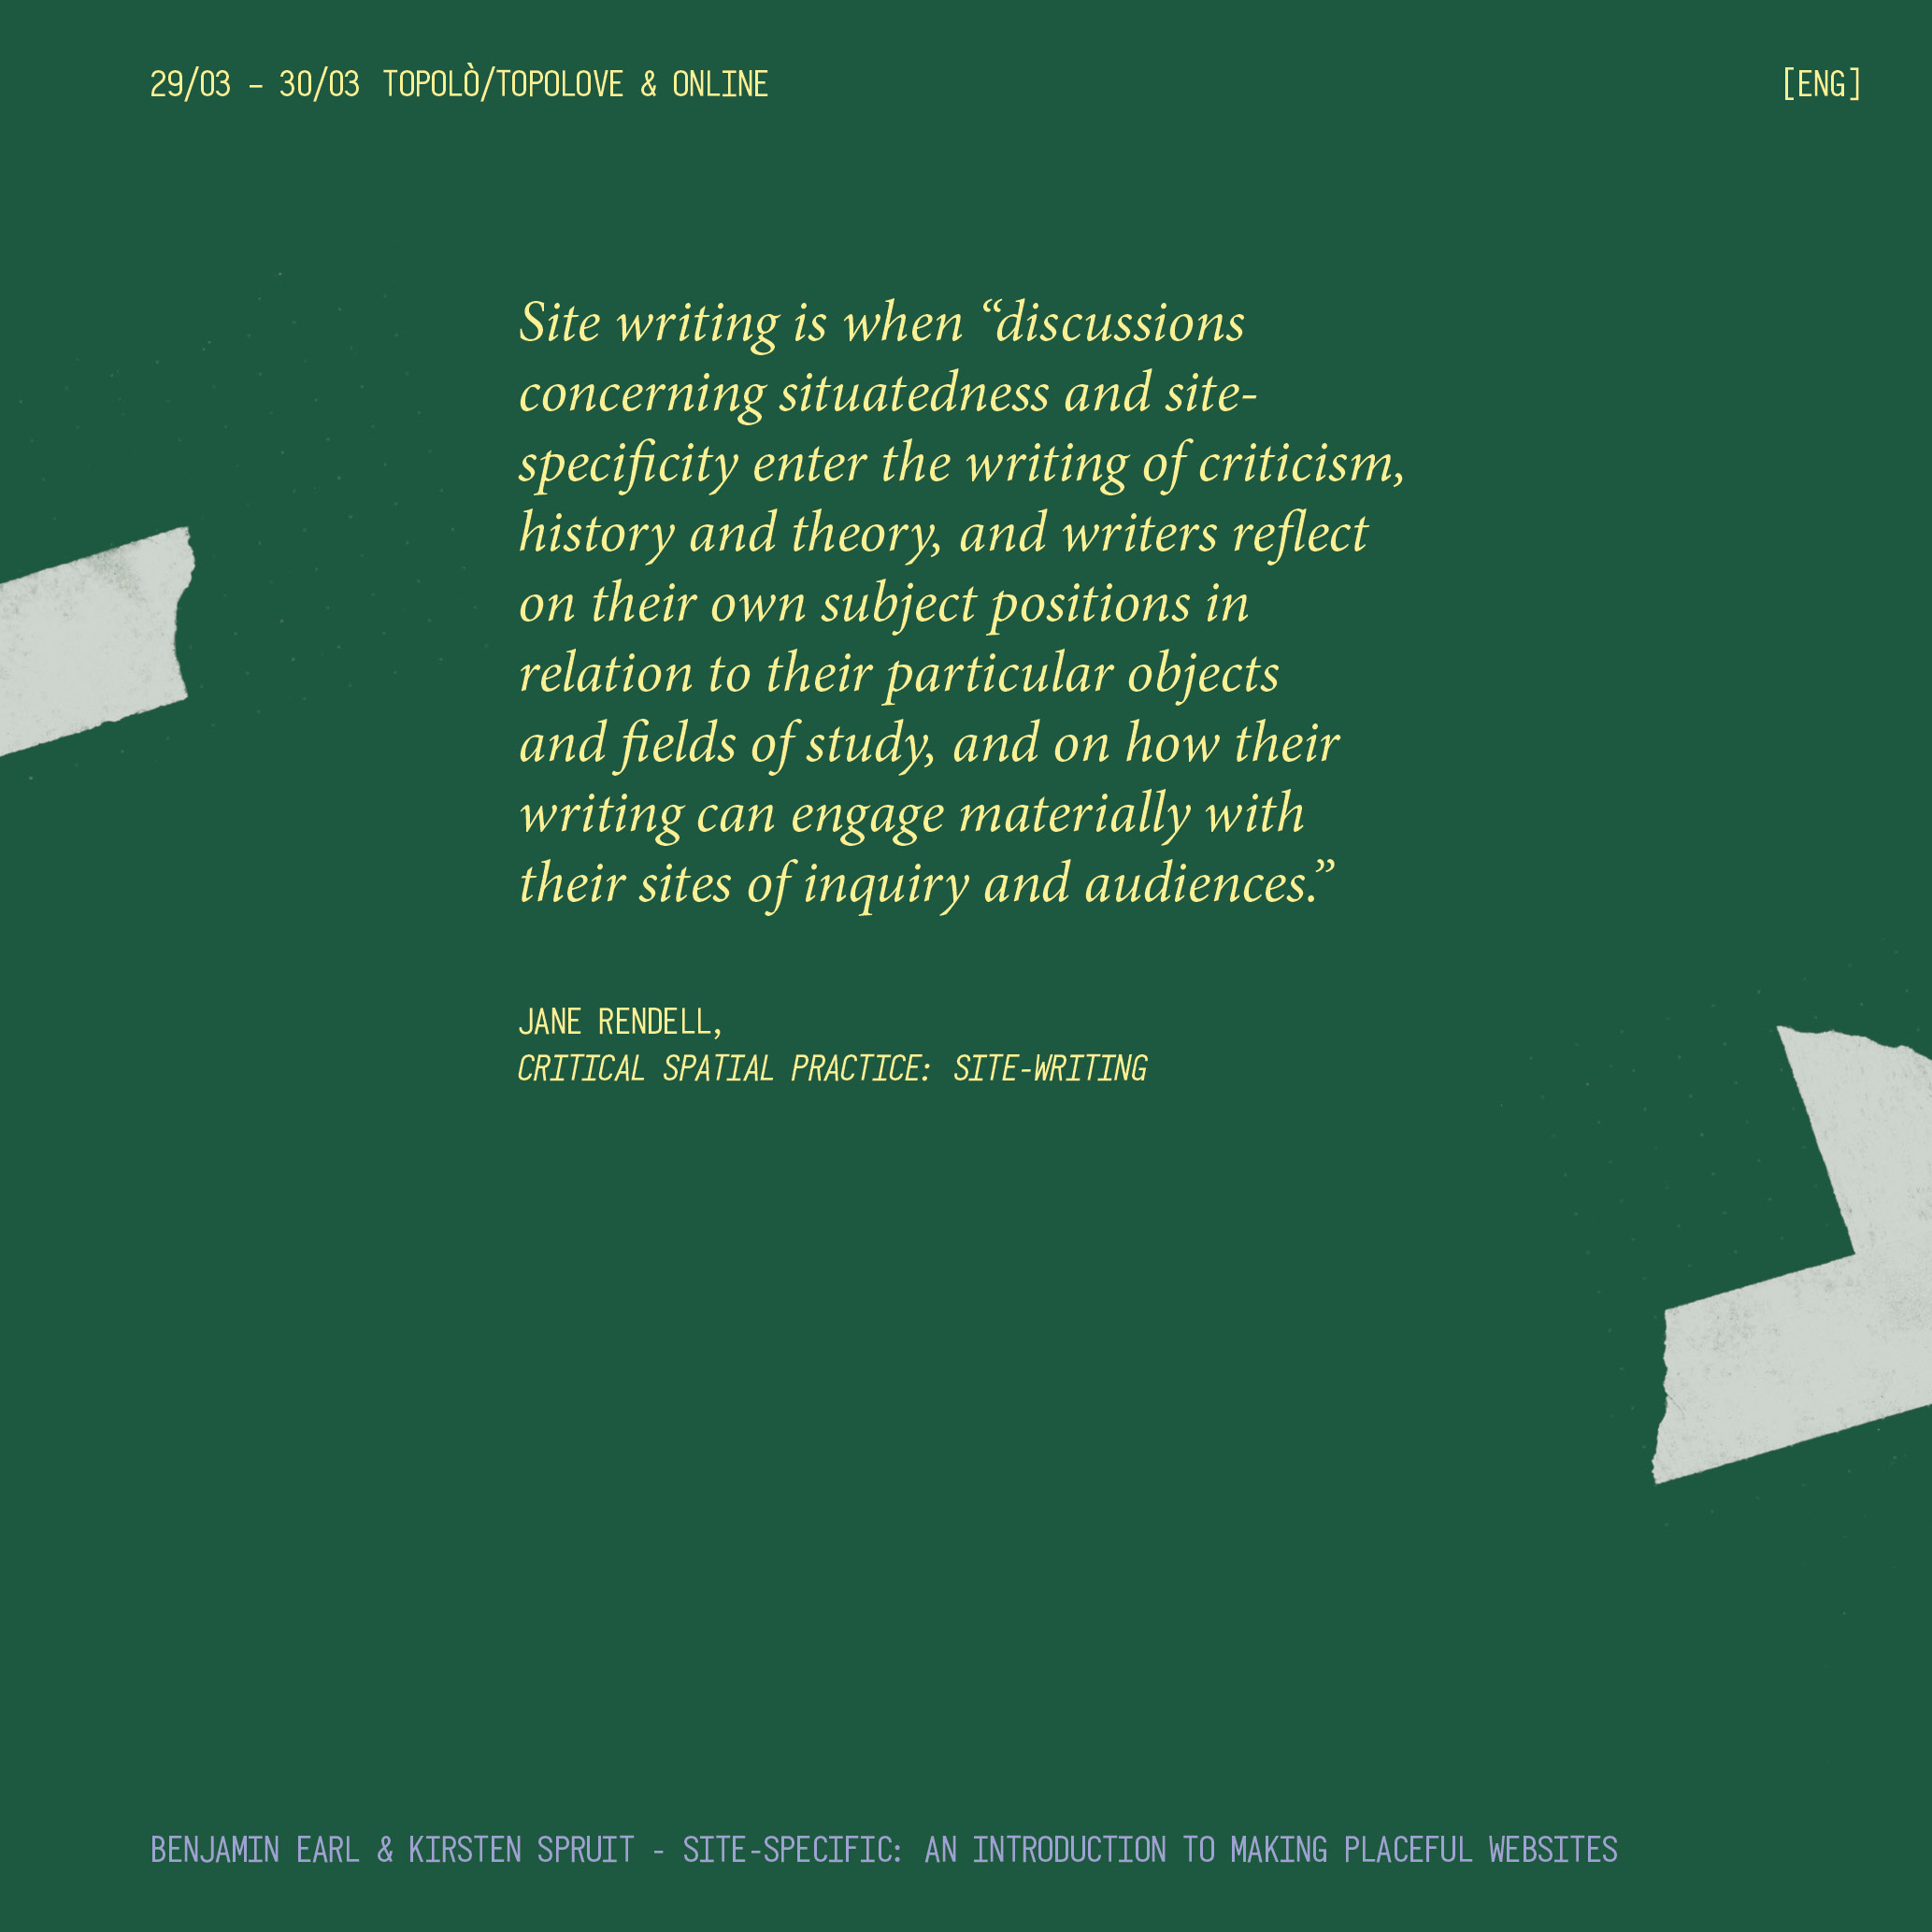 29/03 – 30/03 TOPOLÒ/TOPOLOVE & ONLINE
[ENG]
Site writing is when “discussions
concerning situatedness and site-
specificity enter the writing of criticism,
history and theory, and writers reflect
on their own subject positions in
relation to their particular objects
and fields of study, and on how their
writing can engage materially with
their sites of inquiry and audiences.”
JANE RENDELL,
CRITICAL SPATIAL PRACTICE: SITE-WRITING
BENJAMIN EARL & KIRSTEN SPRUIT - SITE-SPECIFIC: AN INTRODUCTION TO MAKING PLACEFUL WEBSITES